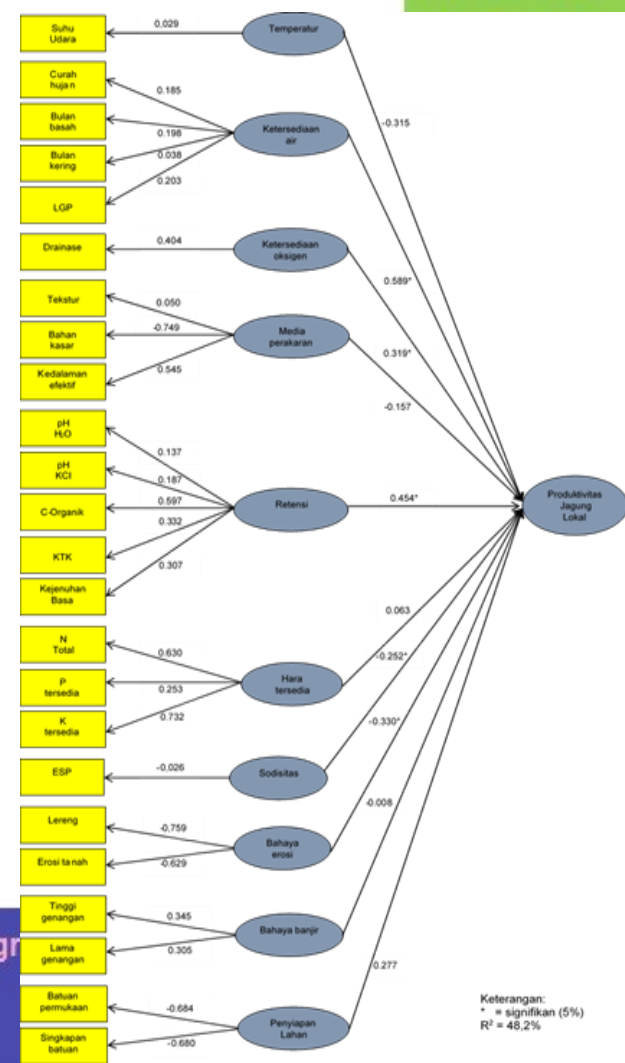 Suhu
Udara
0,029
Temperatur
-0.315
Curah
hujan
0.185
Bulan
basah
0.198
Ketersediaan
air
Bulan
kering
0.038
0.203
LGP
0.589*
Drainase
0.404
Ketersediaan
oksigen
0.319*
Tekstur
0.050
Bahan
kasar
-0.749
Media
perakaran
-0.157
Kedalaman
efektif
0.545
pH
H₂O
0.137
pH
KCl
0.187
C-Organik
0.597
Retensi
0.454*
Produktivitas
Jagung
Lokal
KTK
0.332
Kejenuhan
Basa
0.307
N
Total
0.630
0.063
P
tersedia
0.253
Hara
tersedia
-0.252*
K
tersedia
0.732
-0.330*
ESP
-0,026
Sodisitas
-0.008
Lereng
-0,759
Bahaya
erosi
Erosi tanah
-0.629
Tinggi
genangan
0.345
Bahaya banjir
Lama
genangan
0.305
0.277
gr
Batuan
permukaan
-0.684
Penyiapan
Lahan
Singkapan
batuan
-0.680
Keterangan:
* = signifikan (5%)
R² = 48,2%